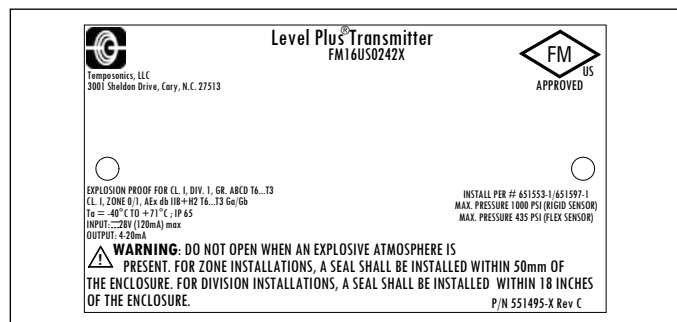 Level Plus® Transmitter
FM16US0242X
Temposonics, LLC
3001 Sheldon Drive, Cary, N.C. 27513
FM
US
APPROVED
EXPLOSION PROOF FOR CL. I, DIV. 1, GR. ABCD T6...T3
CL. I, ZONE 0/1, AEx db IIB+H2 T6...T3 Ga/Gb
Ta = -40°C TO +71°C ; IP 65
INPUT:⎓28V (120mA) max
OUTPUT: 4-20mA
INSTALL PER # 651553-1/651597-1
MAX. PRESSURE 1000 PSI (RIGID SENSOR)
MAX. PRESSURE 435 PSI (FLEX SENSOR)
WARNING: DO NOT OPEN WHEN AN EXPLOSIVE ATMOSPHERE IS
PRESENT. FOR ZONE INSTALLATIONS, A SEAL SHALL BE INSTALLED WITHIN 50mm OF
THE ENCLOSURE. FOR DIVISION INSTALLATIONS, A SEAL SHALL BE INSTALLED WITHIN 18 INCHES
OF THE ENCLOSURE.
P/N 551495-X Rev C